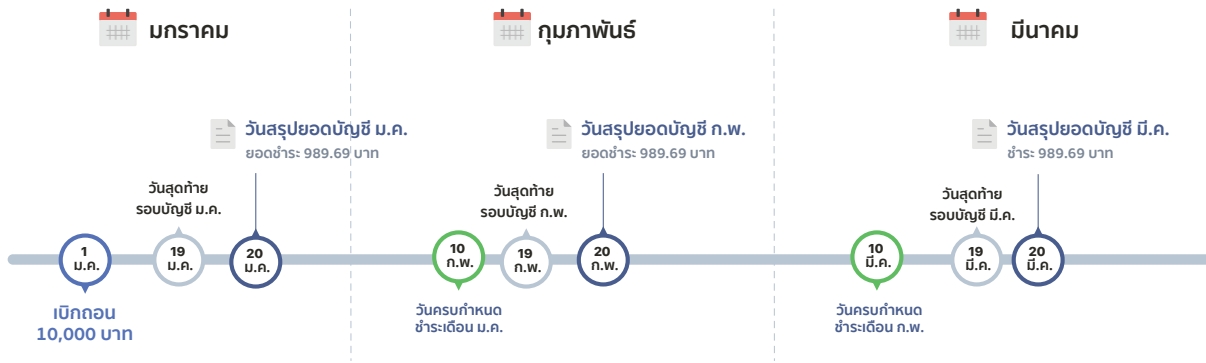 มกราคม
กุมภาพันธ์
มีนาคม
วันสรุปยอดบัญชี ม.ค.
ยอดชำระ 989.69 บาท
วันสรุปยอดบัญชี ก.พ.
ยอดชำระ 989.69 บาท
วันสรุปยอดบัญชี มี.ค.
ชำระ 989.69 บาท
วันสุดท้าย
รอบบัญชี ม.ค.
วันสุดท้าย
รอบบัญชี ก.พ.
วันสุดท้าย
รอบบัญชี มี.ค.
1
ม.ค.
19
ม.ค.
20
ม.ค.
10
ก.พ.
19
ก.พ.
20
ก.พ.
10
มี.ค.
19
มี.ค.
20
มี.ค.
เบิกถอน
10,000 บาท
วันครบกำหนด
ชำระเดือน ม.ค.
วันครบกำหนด
ชำระเดือน ก.พ.